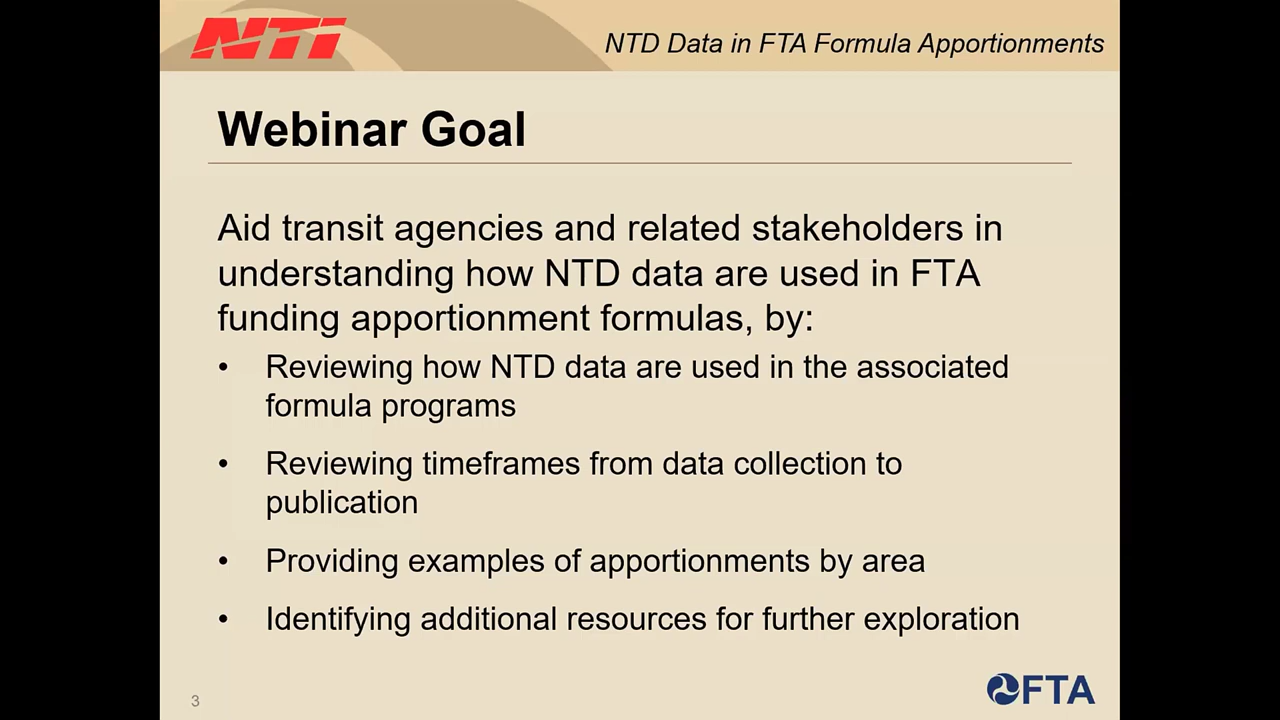 NTI
NTD Data in FTA Formula Apportionments
Webinar Goal
Aid transit agencies and related stakeholders in
understanding how NTD data are used in FTA
funding apportionment formulas, by:
• Reviewing how NTD data are used in the associated
formula programs
• Reviewing timeframes from data collection to
publication
• Providing examples of apportionments by area
• Identifying additional resources for further exploration
3
FTA